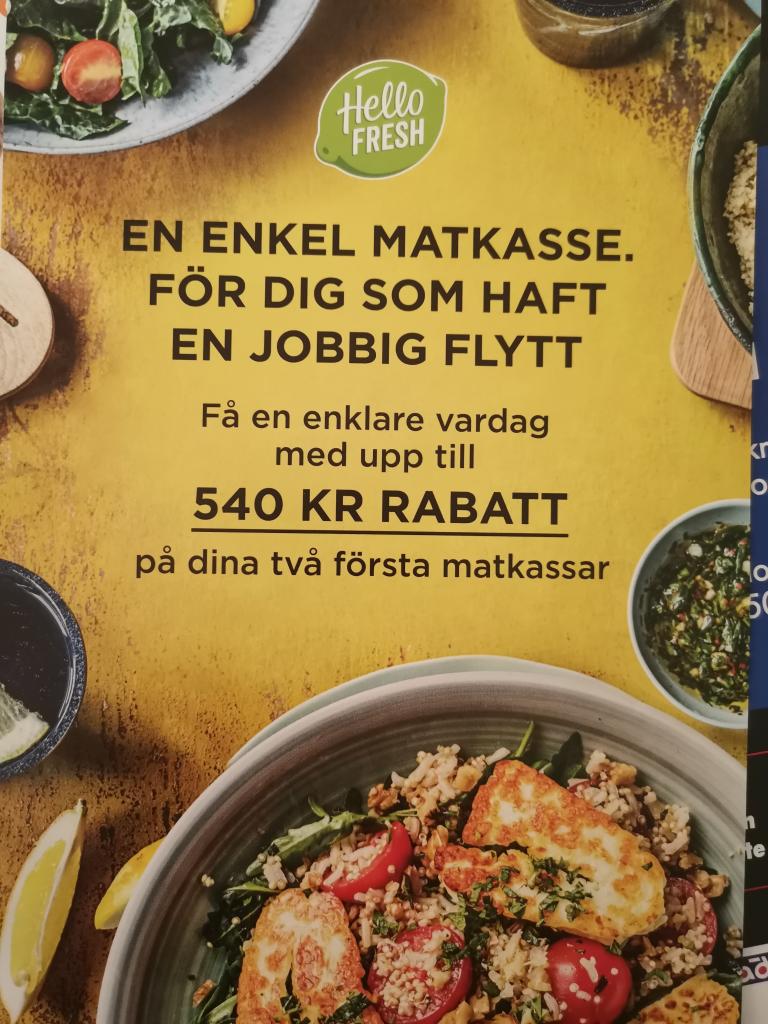 Hello
FRESH
EN ENKEL MATKASSE.
FÖR DIG SOM HAFT
EN JOBBIG FLYTT
Få en enklare vardag
med upp till
540 KR RABATT
på dina två första matkassar